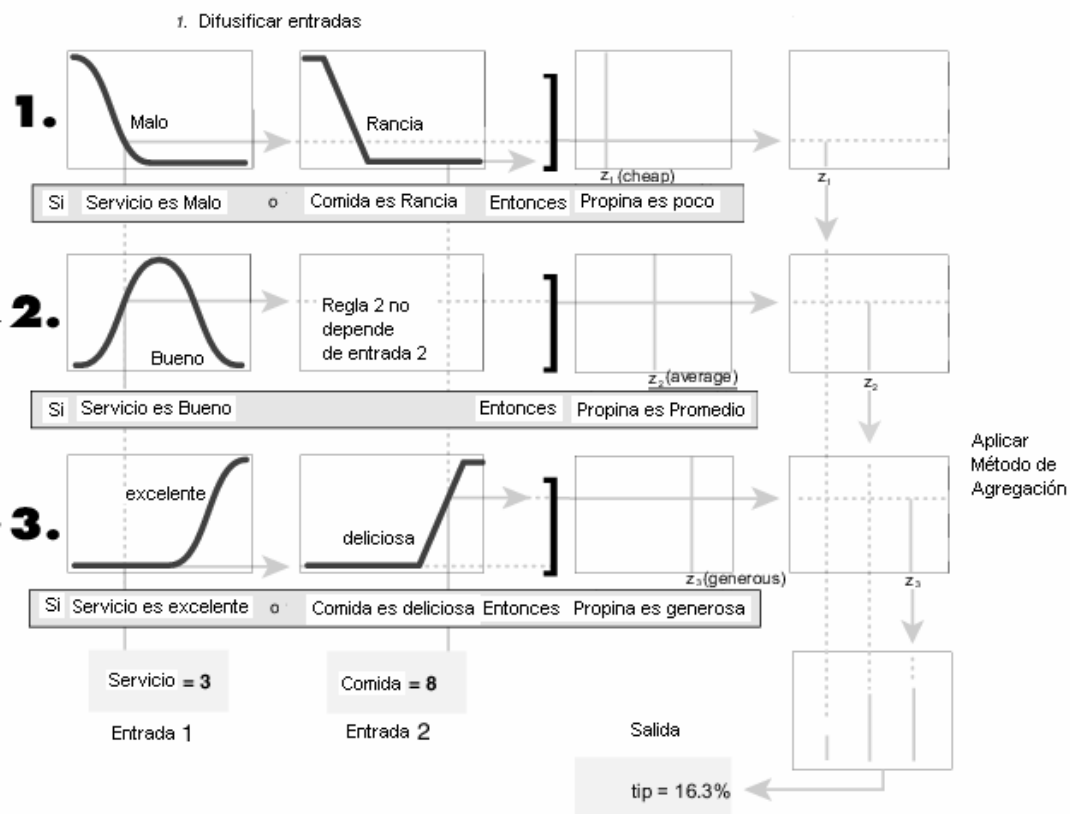 1. Difusificar entradas
1.
Malo
Rancia
z1 (cheap)
z1
Si Servicio es Malo o Comida es Rancia Entonces Propina es poco
2.
Bueno
Regla 2 no
depende
de entrada 2
z2 (average)
z2
Si Servicio es Bueno Entonces Propina es Promedio
Aplicar
Método de
Agregación
3.
excelente
deliciosa
z3 (generous)
z3
Si Servicio es excelente o Comida es deliciosa Entonces Propina es generosa
Servicio = 3
Comida = 8
Entrada 1
Entrada 2
Salida
tip = 16.3%